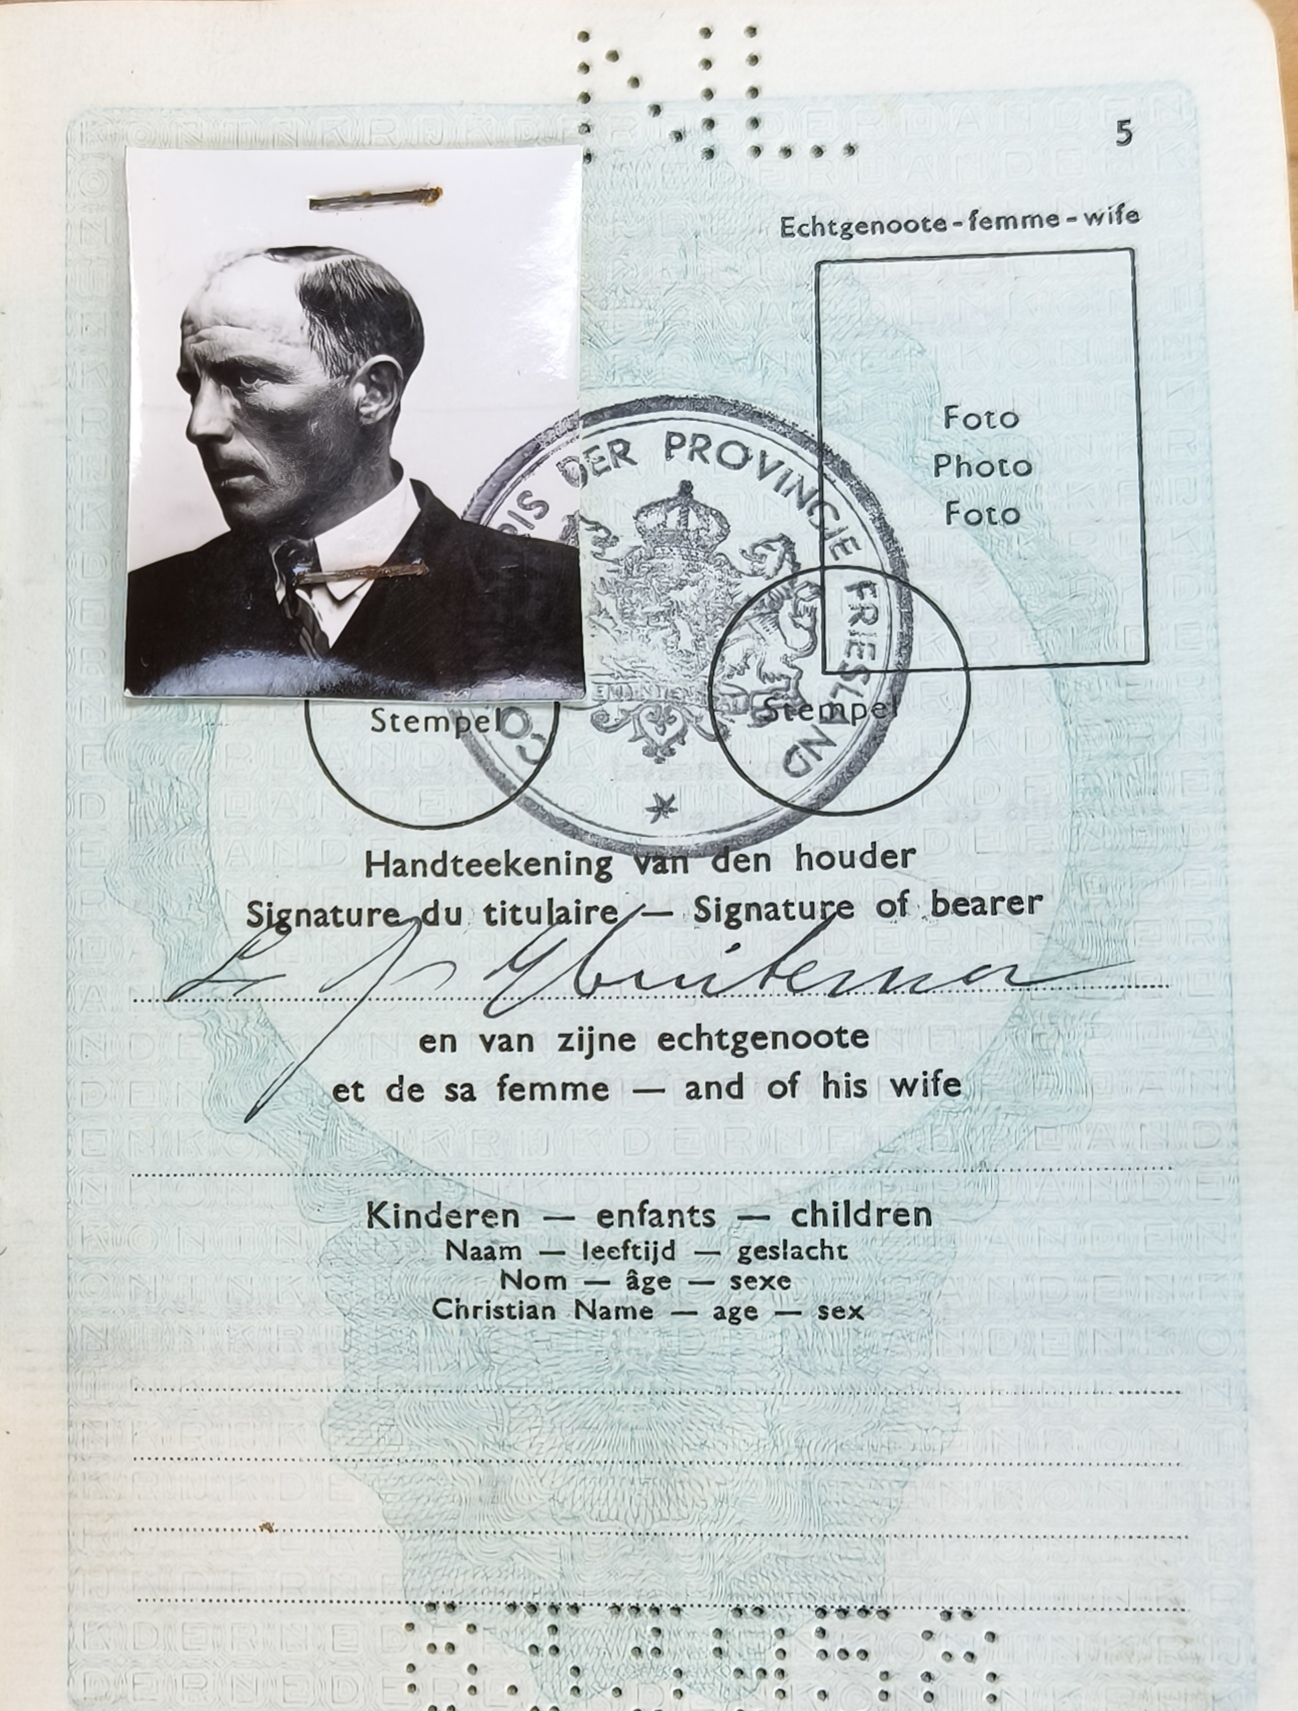 NL
5
Echtgenoote-femme-wife
Foto
Photo
Foto
DER PROVINCIE FRIESLAND
Stempel
Stempel
Handteekening van den houder
Signature du titulaire — Signature of bearer
en van zijne echtgenoote
et de sa femme — and of his wife
Kinderen — enfants — children
Naam — leeftijd — geslacht
Nom — âge — sexe
Christian Name — age — sex